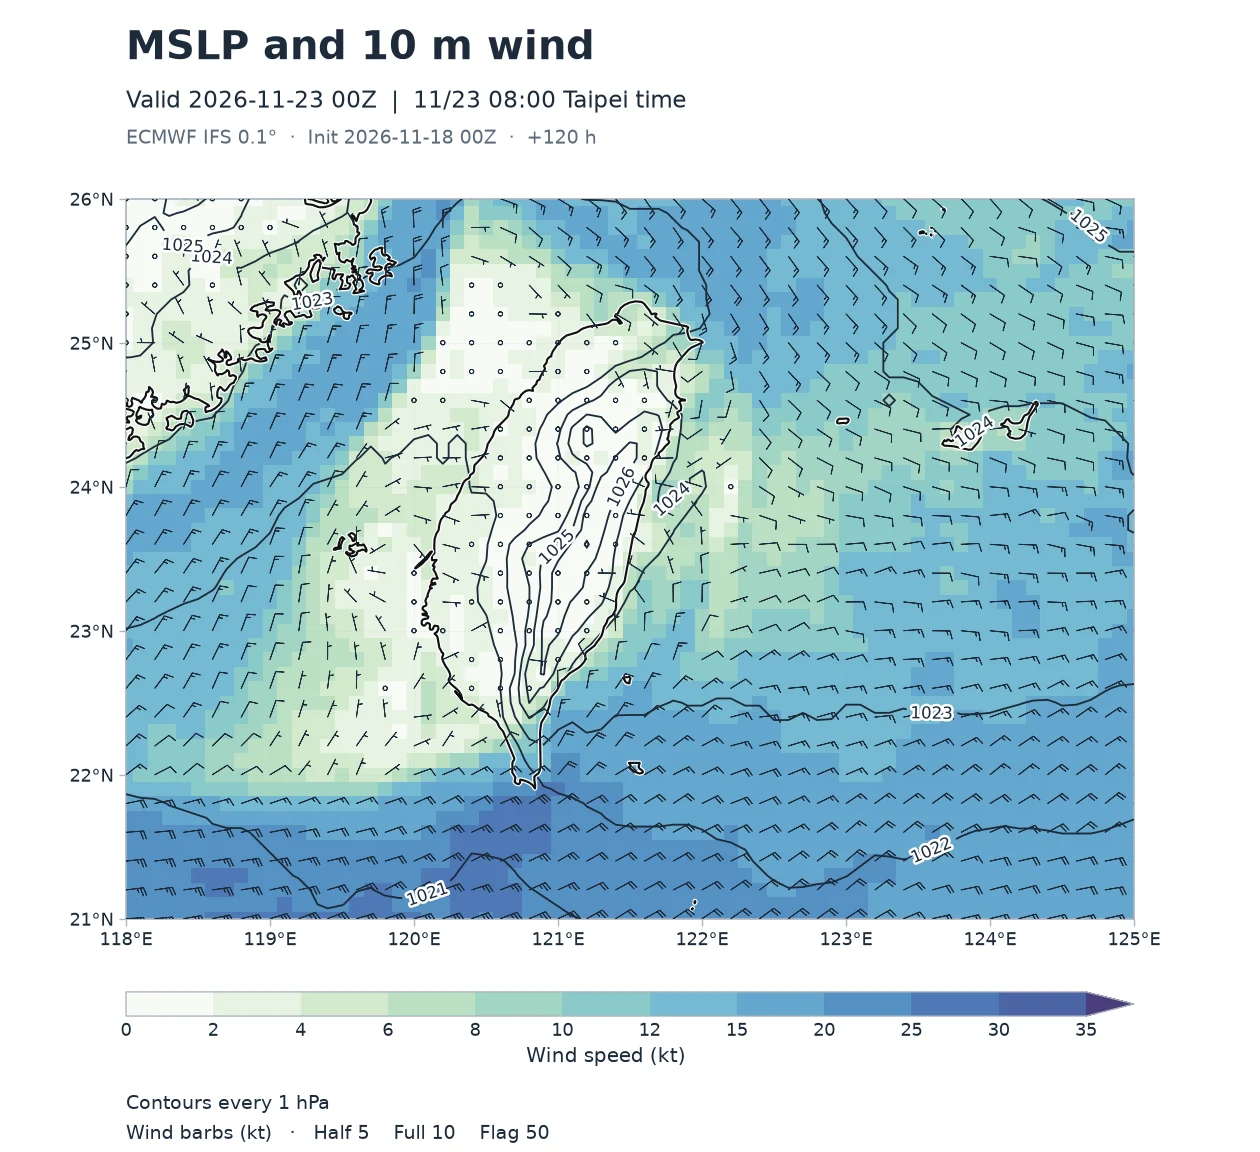 MSLP and 10 m wind
Valid 2026-11-23 00Z | 11/23 08:00 Taipei time
ECMWF IFS 0.1° · Init 2026-11-18 00Z · +120 h
26°N
25°N
24°N
23°N
22°N
21°N
1025
1024
1023
1025
1024
1026
1024
1025
1023
1022
1021
118°E 119°E 120°E 121°E 122°E 123°E 124°E 125°E
0 2 4 6 8 10 12 15 20 25 30 35
Wind speed (kt)
Contours every 1 hPa
Wind barbs (kt) · Half 5 Full 10 Flag 50